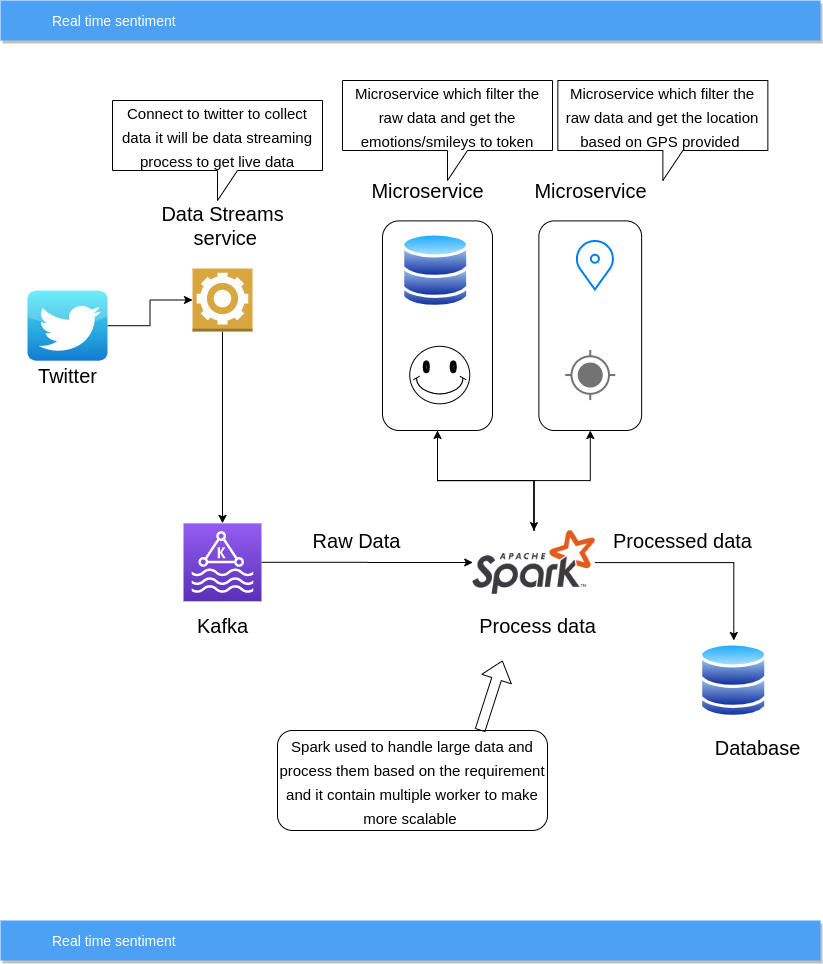 Real time sentiment
Connect to twitter to collect
data it will be data streaming
process to get live data
Microservice which filter the
raw data and get the
emotions/smileys to token
Microservice which filter the
raw data and get the location
based on GPS provided
Microservice
Microservice
Data Streams
service
Twitter
K
Kafka
Raw Data
APACHE
Spark™
Process data
Processed data
Database
Spark used to handle large data and
process them based on the requirement
and it contain multiple worker to make
more scalable
Real time sentiment